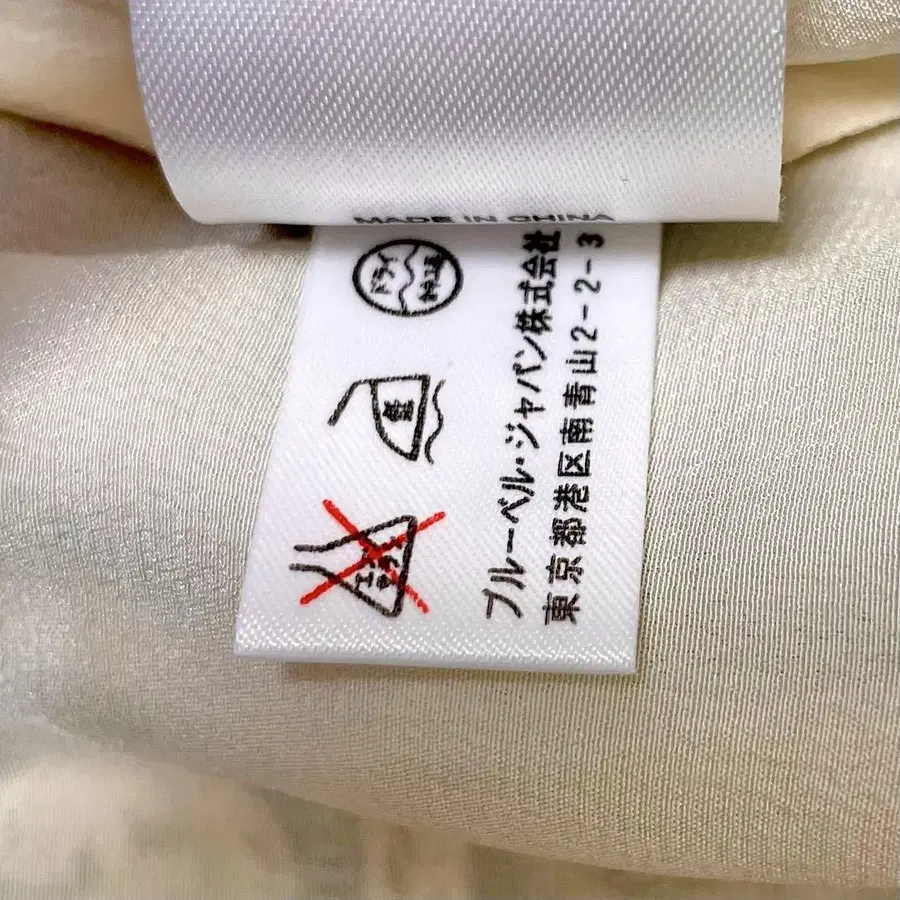 MADE IN CHINA
ドライ
ブルーベル・ジャパン株式会社
東京都港区南青山2-2-3